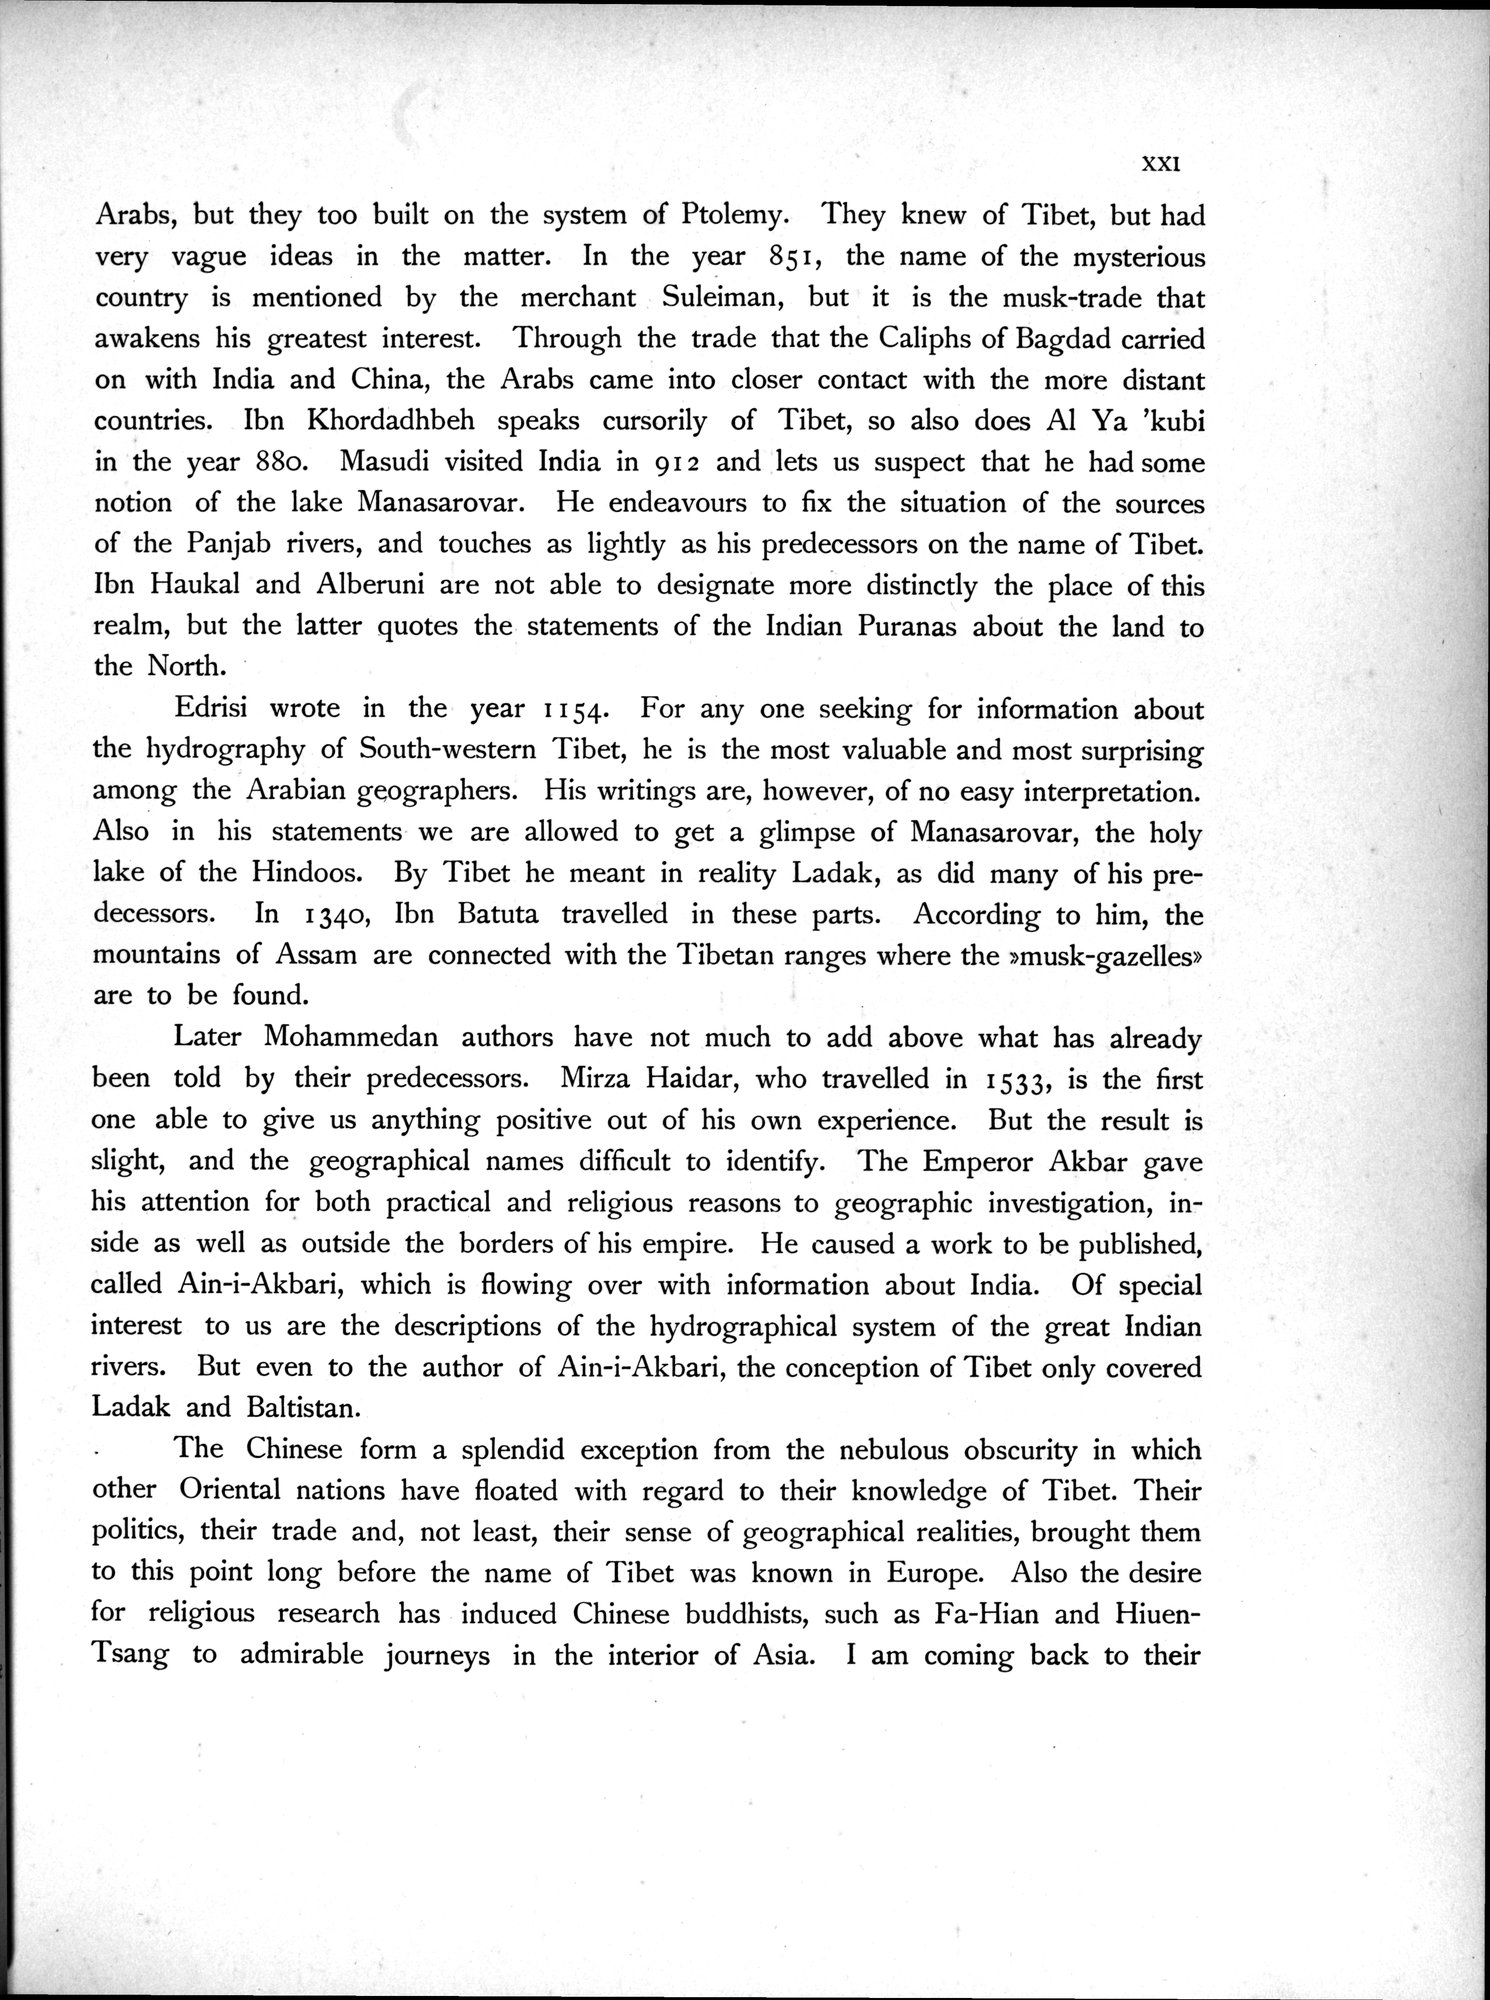 XXI
Arabs, but they too built on the system of Ptolemy. They knew of Tibet, but had
very vague ideas in the matter. In the year 851, the name of the mysterious
country is mentioned by the merchant Suleiman, but it is the musk-trade that
awakens his greatest interest. Through the trade that the Caliphs of Bagdad carried
on with India and China, the Arabs came into closer contact with the more distant
countries. Ibn Khordadhbeh speaks cursorily of Tibet, so also does Al Ya 'kubi
in the year 880. Masudi visited India in 912 and lets us suspect that he had some
notion of the lake Manasarovar. He endeavours to fix the situation of the sources
of the Panjab rivers, and touches as lightly as his predecessors on the name of Tibet.
Ibn Haukal and Alberuni are not able to designate more distinctly the place of this
realm, but the latter quotes the statements of the Indian Puranas about the land to
the North.
Edrisi wrote in the year 1154. For any one seeking for information about
the hydrography of South-western Tibet, he is the most valuable and most surprising
among the Arabian geographers. His writings are, however, of no easy interpretation.
Also in his statements we are allowed to get a glimpse of Manasarovar, the holy
lake of the Hindoos. By Tibet he meant in reality Ladak, as did many of his pre-
decessors. In 1340, Ibn Batuta travelled in these parts. According to him, the
mountains of Assam are connected with the Tibetan ranges where the »musk-gazelles»
are to be found.
Later Mohammedan authors have not much to add above what has already
been told by their predecessors. Mirza Haidar, who travelled in 1533, is the first
one able to give us anything positive out of his own experience. But the result is
slight, and the geographical names difficult to identify. The Emperor Akbar gave
his attention for both practical and religious reasons to geographic investigation, in-
side as well as outside the borders of his empire. He caused a work to be published,
called Ain-i-Akbari, which is flowing over with information about India. Of special
interest to us are the descriptions of the hydrographical system of the great Indian
rivers. But even to the author of Ain-i-Akbari, the conception of Tibet only covered
Ladak and Baltistan.
The Chinese form a splendid exception from the nebulous obscurity in which
other Oriental nations have floated with regard to their knowledge of Tibet. Their
politics, their trade and, not least, their sense of geographical realities, brought them
to this point long before the name of Tibet was known in Europe. Also the desire
for religious research has induced Chinese buddhists, such as Fa-Hian and Hiuen-
Tsang to admirable journeys in the interior of Asia. I am coming back to their